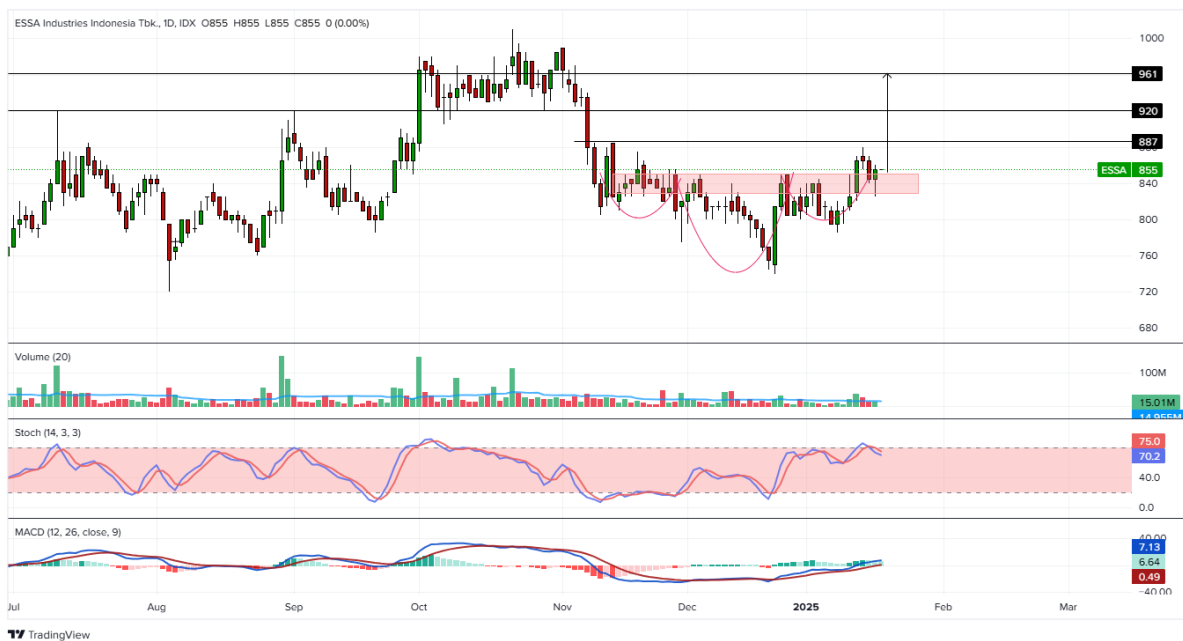 ESSA Industries Indonesia Tbk., 1D, IDX O855 H855 L855 C855 0 (0.00%)
1000
961
920
887
ESSA 855
840
800
760
720
680
Volume (20)
100M
15.01M
14.955M
Stoch (14, 3, 3)
75.0
70.2
40.0
0.0
MACD (12, 26, close, 9)
40.00
7.13
6.64
0.49
−40.00
Jul Aug Sep Oct Nov Dec 2025 Feb Mar
TradingView